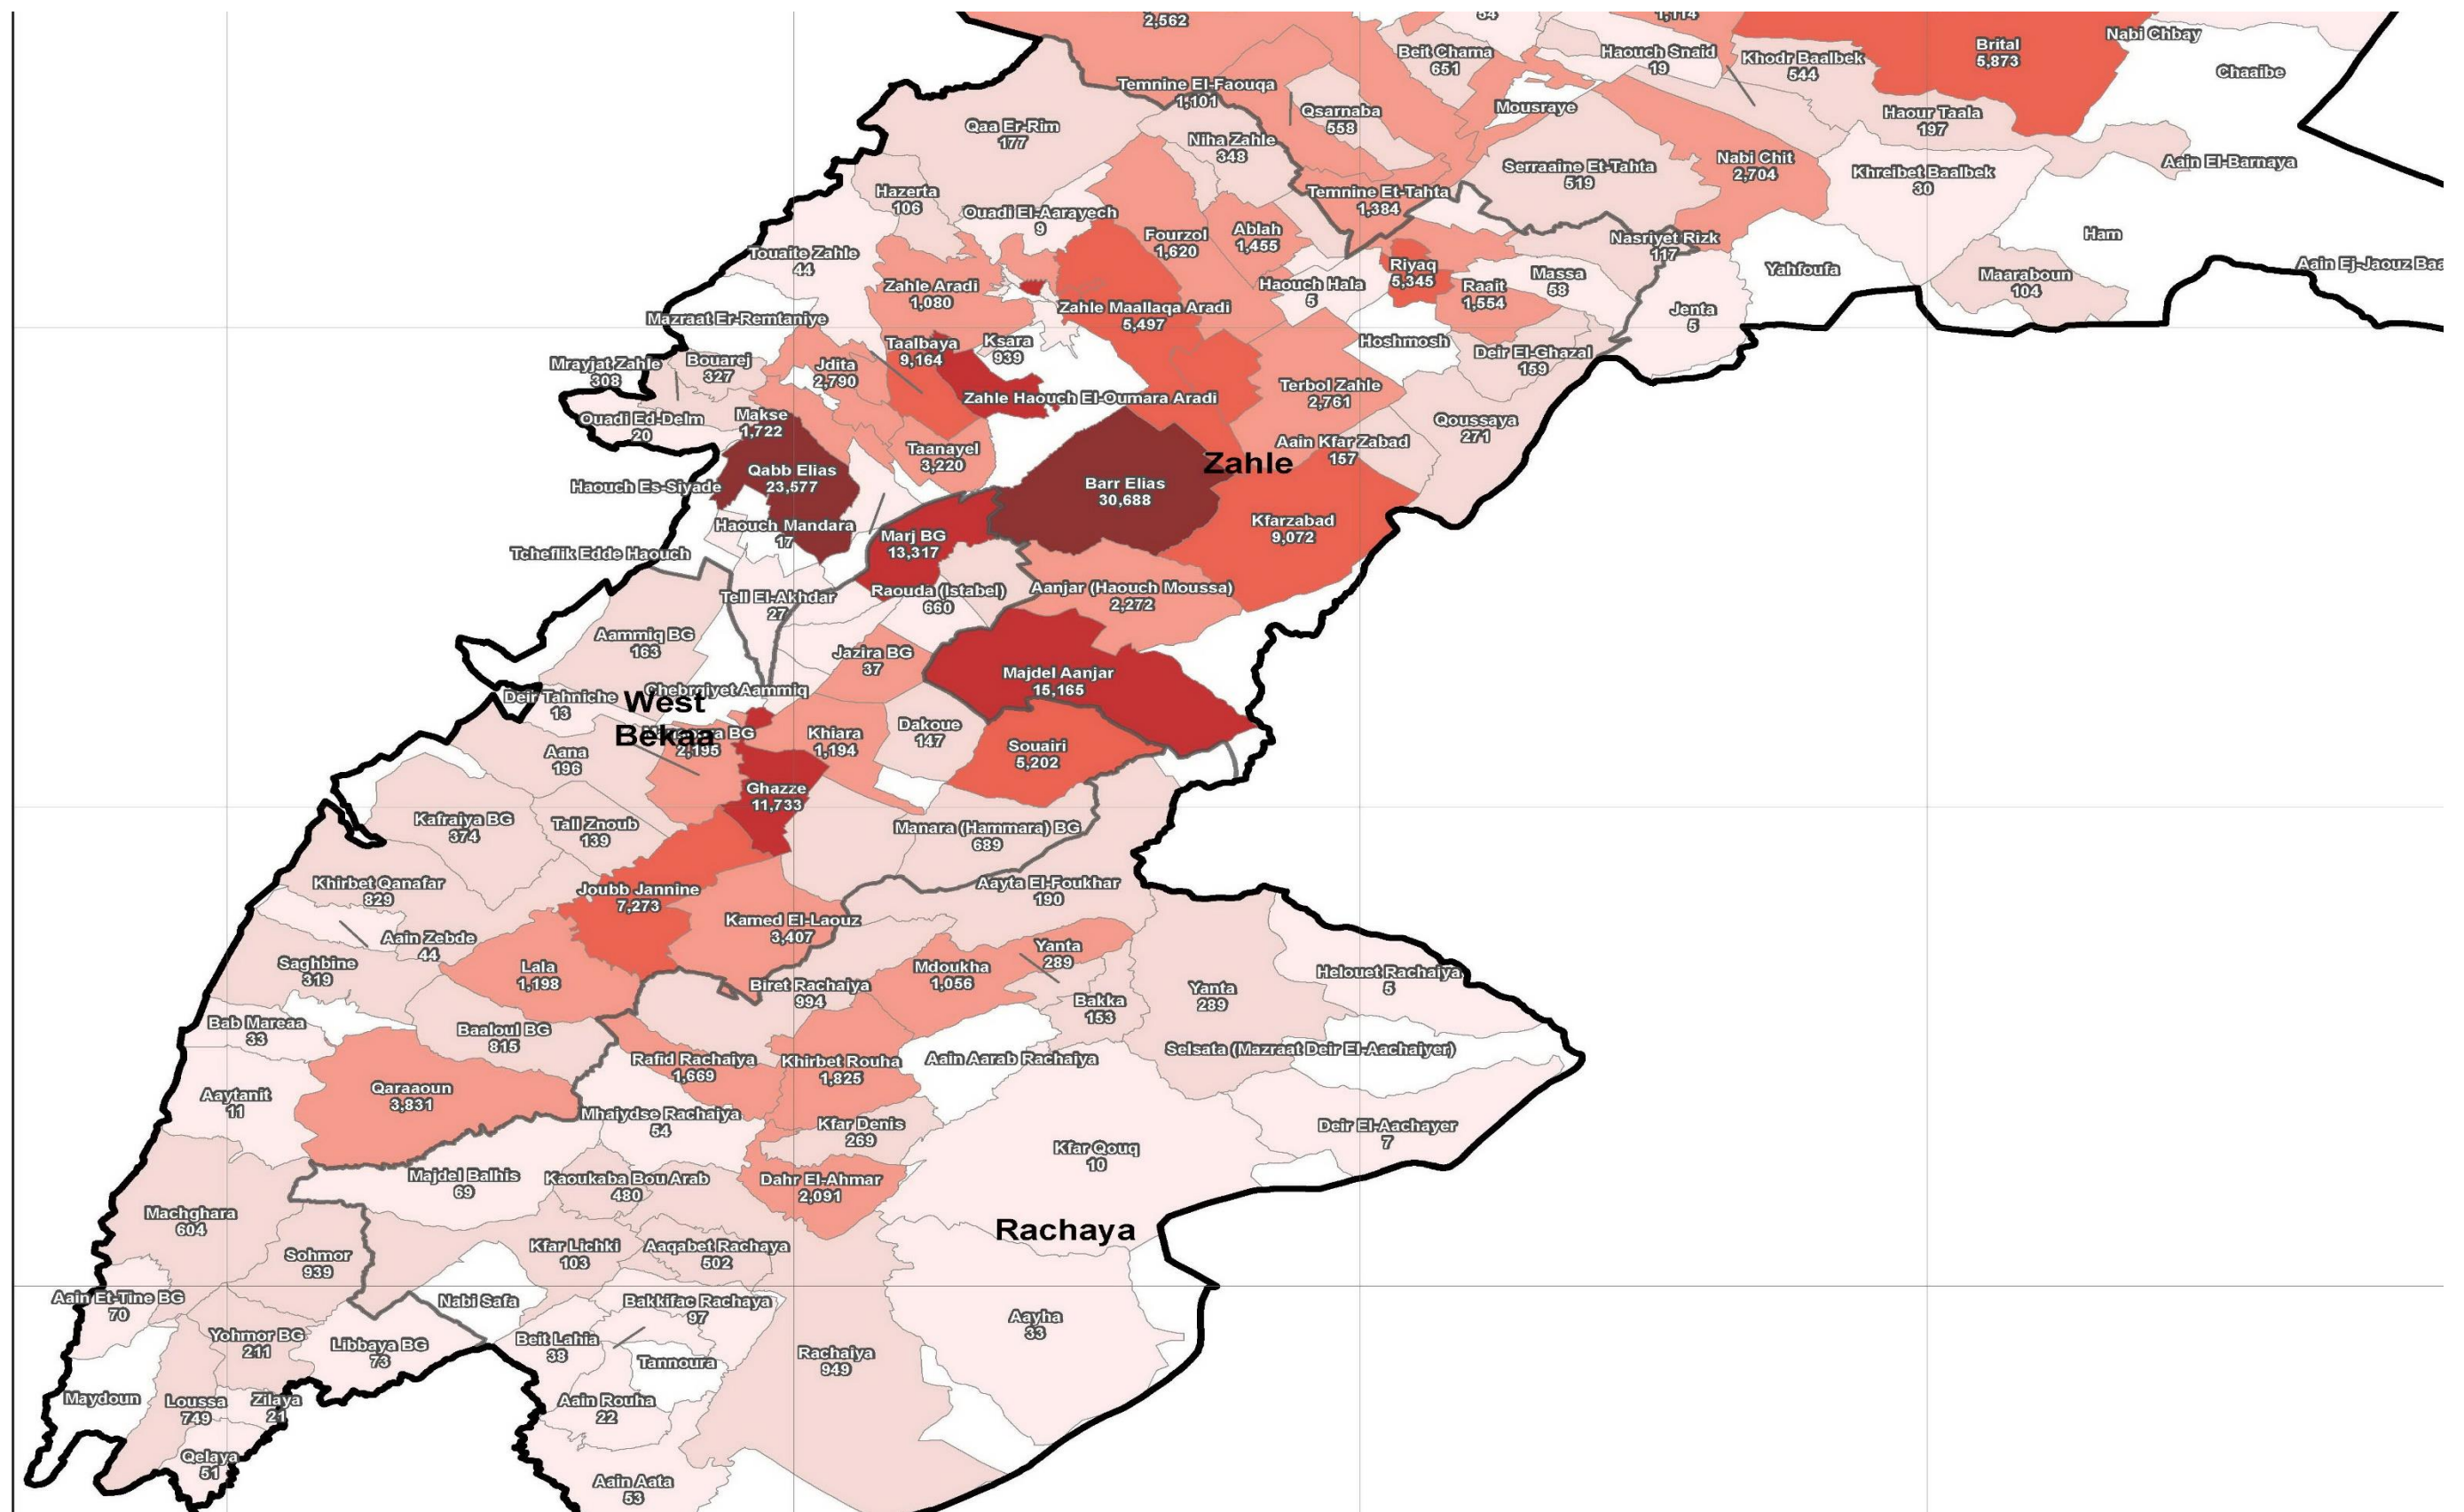 2,562
54
1,114
Brital
5,873
Nabi Chbay
Chaaibe
Beit Chama
651
Haouch Snaid
19
Khodr Baalbek
544
Temnine El-Faouqa
1,101
Qsarnaba
558
Mousraye
Haour Taala
197
Qaa Er-Rim
177
Niha Zahle
348
Serraaine Et-Tahta
519
Nabi Chit
2,704
Khreibet Baalbek
30
Aain El-Barnaya
Hazerta
106
Temnine Et-Tahta
1,384
Ouadi El-Aarayech
9
Fourzol
1,620
Ablah
1,455
Nasriyet Rizk
117
Ham
Touaite Zahle
44
Riyaq
5,345
Massa
58
Yahfoufa
Maaraboun
104
Aain Ej-Jaouz Baa
Zahle Aradi
1,080
Haouch Hala
5
Raait
1,554
Zahle Maallaqa Aradi
5,497
Jenta
5
Mazraat Er-Remtaniye
Taalbaya
9,164
Ksara
939
Hoshmosh
Deir El-Ghazal
159
Mrayjat Zahle
308
Bouarej
327
Jdita
2,790
Terbol Zahle
2,761
Zahle Haouch El-Oumara Aradi
Ouadi Ed-Delm
20
Makse
1,722
Qoussaya
271
Taanayel
3,220
Aain Kfar Zabad
157
Zahle
Qabb Elias
23,577
Haouch Es-Siyade
Barr Elias
30,688
Haouch Mandara
17
Kfarzabad
9,072
Marj BG
13,317
Tcheflik Edde Haouch
Tell El-Akhdar
27
Raouda (Istabel)
660
Aanjar (Haouch Moussa)
2,272
Aammiq BG
163
Jazira BG
37
Majdel Aanjar
15,165
Chebrqiyet Aammiq
Deir Tahniche
13
West
Bekaa
BG
2,195
Khiara
1,194
Dakoue
147
Souairi
5,202
Aana
196
Ghazze
11,733
Kafraiya BG
374
Tall Znoub
139
Manara (Hammara) BG
689
Khirbet Qanafar
829
Joubb Jannine
7,273
Aayta El-Foukhar
190
Kamed El-Laouz
3,407
Aain Zebde
44
Yanta
289
Saghbine
319
Lala
1,198
Mdoukha
1,056
Helouet Rachaiya
5
Biret Rachaiya
994
Yanta
289
Bakka
153
Bab Mareaa
33
Baaloul BG
815
Selsata (Mazraat Deir El-Aachaiyer)
Rafid Rachaiya
1,669
Khirbet Rouha
1,825
Aain Aarab Rachaiya
Qaraaoun
3,831
Aaytanit
11
Mhaiydse Rachaiya
54
Kfar Denis
269
Deir El-Aachayer
7
Kfar Qouq
10
Majdel Balhis
69
Kaoukaba Bou Arab
480
Dahr El-Ahmar
2,091
Machghara
604
Rachaya
Sohmor
939
Kfar Lichki
103
Aaqabet Rachaya
502
Aain Et-Tine BG
70
Nabi Safa
Bakkifac Rachaya
97
Aayha
33
Yohmor BG
211
Libbaya BG
73
Beit Lahia
38
Rachaiya
949
Tannoura
Maydoun
Loussa
749
Zilaya
21
Aain Rouha
22
Qelaya
51
Aain Aata
53